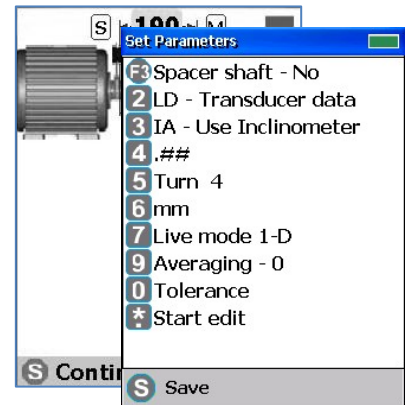 S 190 M
Set Parameters
F3 Spacer shaft - No
2 LD - Transducer data
3 IA - Use Inclinometer
4 .##
5 Turn 4
6 mm
7 Live mode 1-D
9 Averaging - 0
0 Tolerance
* Start edit
S Contin
S Save